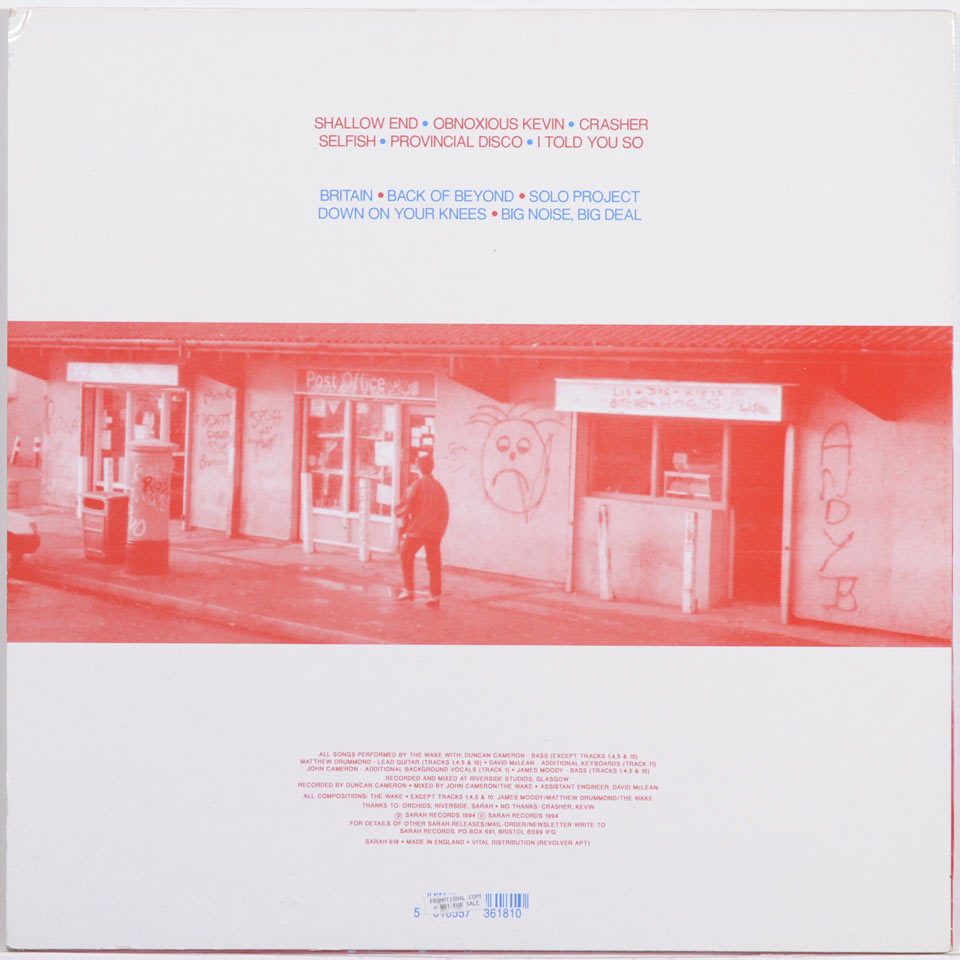 SHALLOW END • OBNOXIOUS KEVIN • CRASHER
SELFISH • PROVINCIAL DISCO • I TOLD YOU SO
BRITAIN • BACK OF BEYOND • SOLO PROJECT
DOWN ON YOUR KNEES • BIG NOISE, BIG DEAL
Post Office
ANDY B
ALL SONGS PERFORMED BY THE WAKE WITH: DUNCAN CAMERON - BASS (EXCEPT TRACKS 1,4,5 & 10)
MATTHEW DRUMMOND - LEAD GUITAR (TRACKS 1,4,5 & 10) • DAVID McLEAN - ADDITIONAL KEYBOARDS (TRACK 11)
JOHN CAMERON - ADDITIONAL BACKGROUND VOCALS (TRACK 1) • JAMES MOODY - BASS (TRACKS 1,4,5 & 10)
RECORDED AND MIXED AT RIVERSIDE STUDIOS, GLASGOW
RECORDED BY DUNCAN CAMERON • MIXED BY JOHN CAMERON/THE WAKE • ASSISTANT ENGINEER: DAVID McLEAN
ALL COMPOSITIONS: THE WAKE • EXCEPT TRACKS 1,4,5 & 10: JAMES MOODY/MATTHEW DRUMMOND/THE WAKE
THANKS TO: ORCHIDS, RIVERSIDE, SARAH • NO THANKS: CRASHER, KEVIN
Ⓟ SARAH RECORDS 1994 © SARAH RECORDS 1994
FOR DETAILS OF OTHER SARAH RELEASES/MAIL-ORDER/NEWSLETTER WRITE TO
SARAH RECORDS, PO BOX 691, BRISTOL BS99 1FG
SARAH 618 • MADE IN ENGLAND • VITAL DISTRIBUTION (REVOLVER APT)
PROMOTIONAL COPY
NOT FOR SALE
5 361810